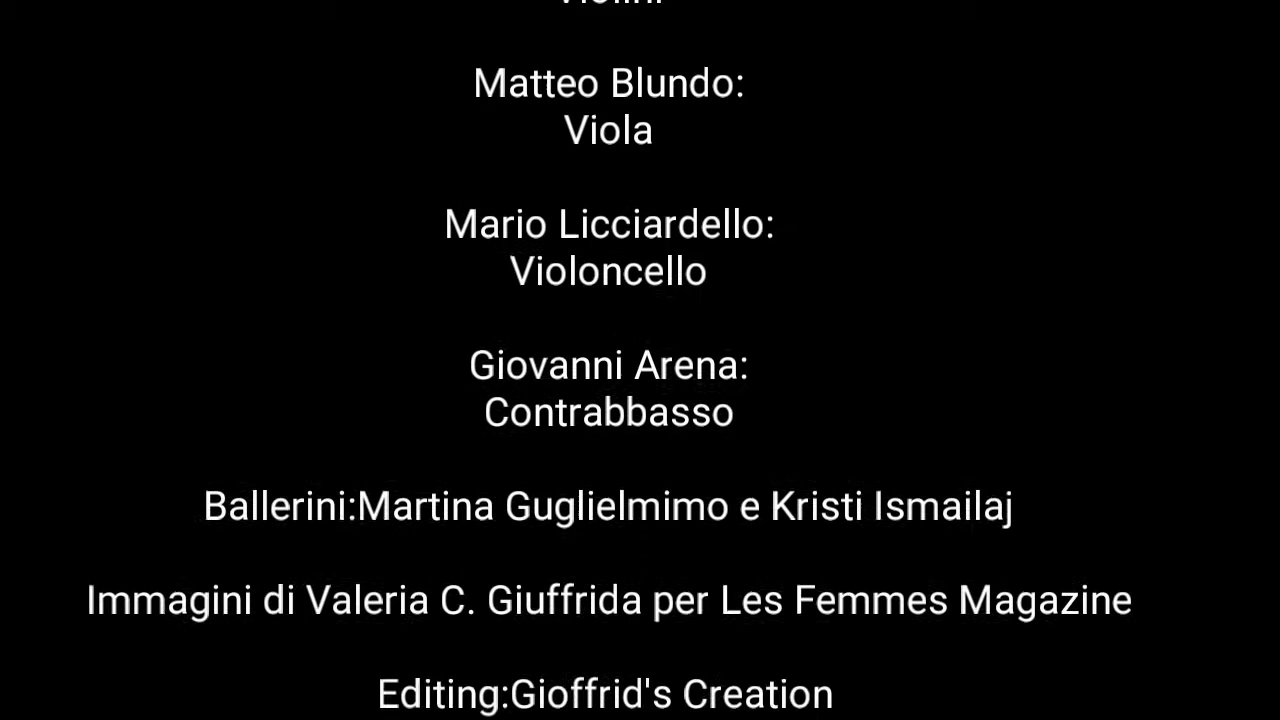 Violini
Matteo Blundo:
Viola
Mario Licciardello:
Violoncello
Giovanni Arena:
Contrabbasso
Ballerini:Martina Guglielmimo e Kristi Ismailaj
Immagini di Valeria C. Giuffrida per Les Femmes Magazine
Editing:Gioffrid's Creation